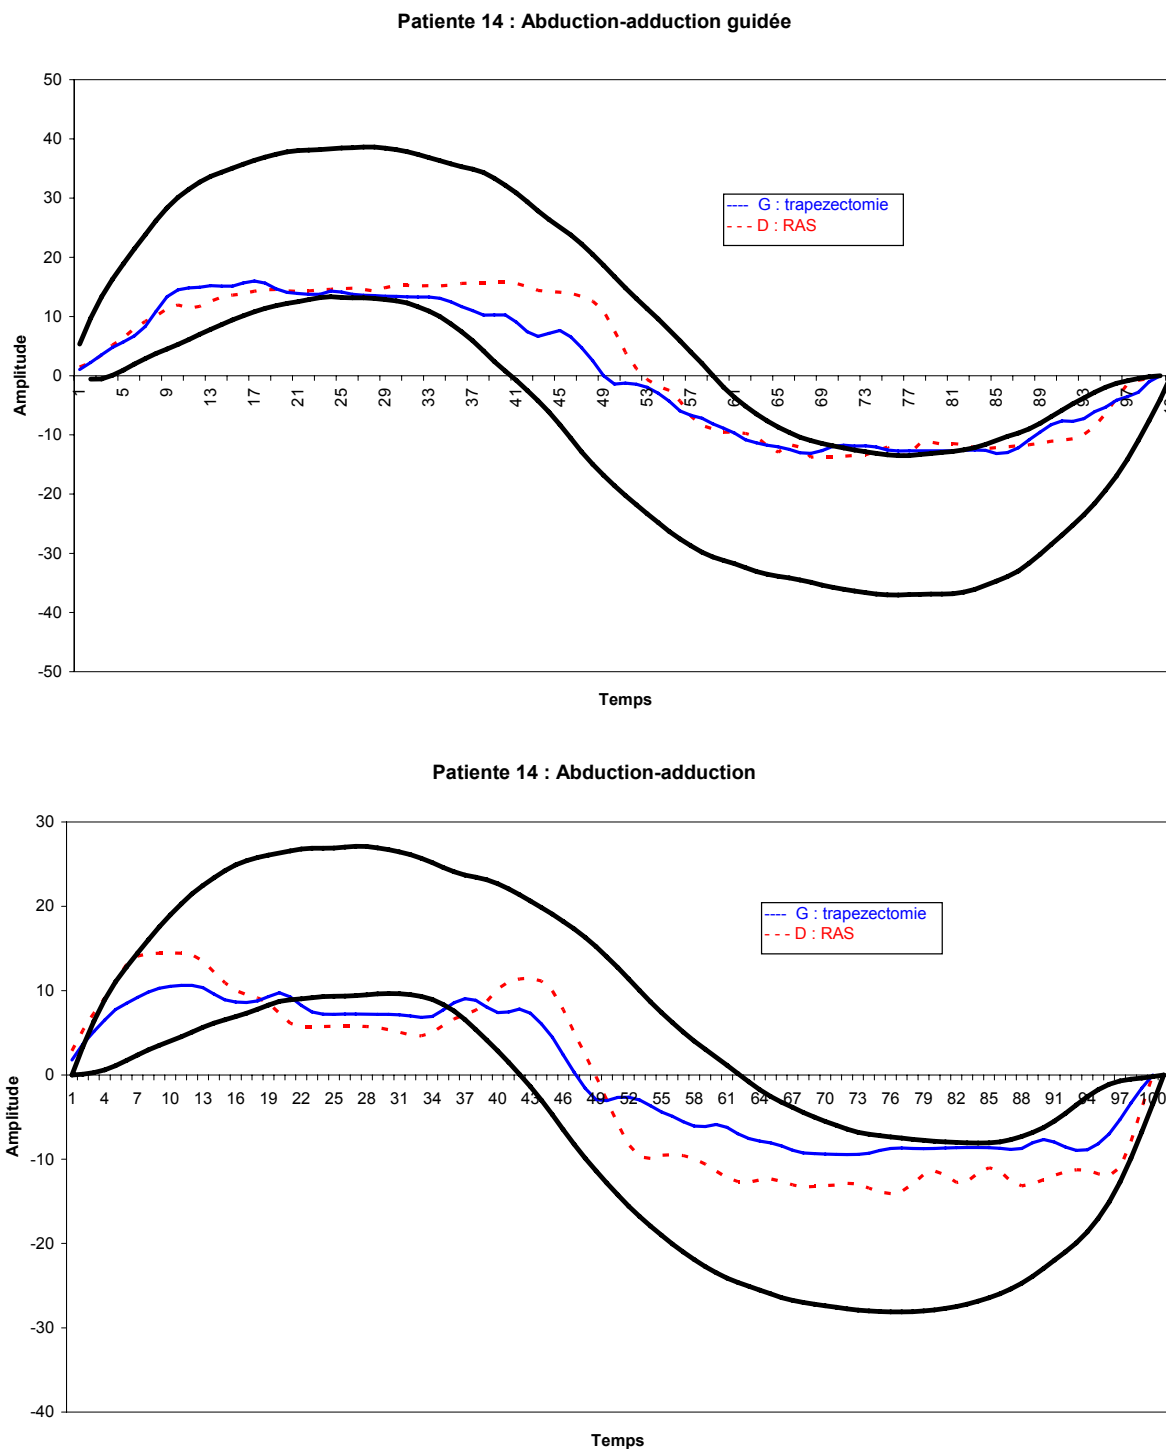 Patiente 14 : Abduction-adduction guidée
50
40
30
20
10
0
-10
-20
-30
-40
-50
Amplitude
1 5 9 13 17 21 25 29 33 37 41 45 49 53 57 61 65 69 73 77 81 85 89 93 97
---- G : trapezectomie
- - - D : RAS
Temps
Patiente 14 : Abduction-adduction
30
20
10
0
-10
-20
-30
-40
Amplitude
1 4 7 10 13 16 19 22 25 28 31 34 37 40 43 46 49 52 55 58 61 64 67 70 73 76 79 82 85 88 91 94 97 100
---- G : trapezectomie
- - - D : RAS
Temps